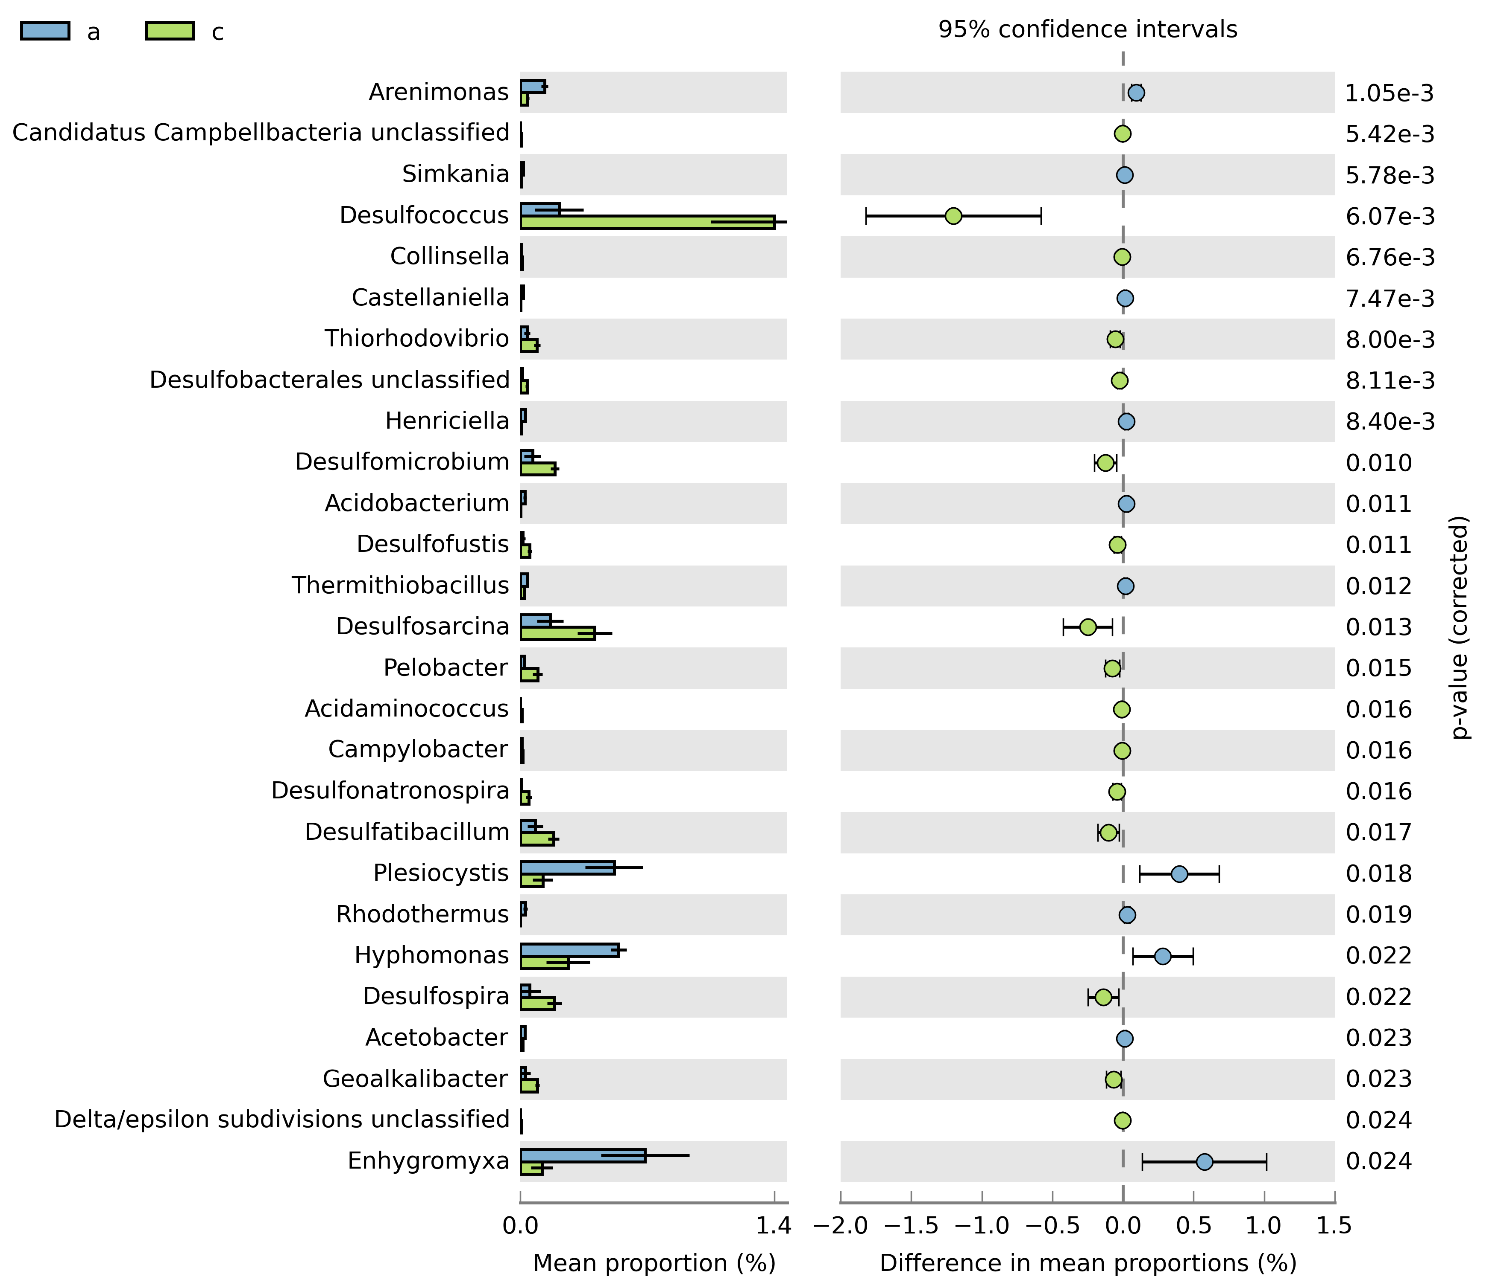 a c
95% confidence intervals
Arenimonas 1.05e-3
Candidatus Campbellbacteria unclassified 5.42e-3
Simkania 5.78e-3
Desulfococcus 6.07e-3
Collinsella 6.76e-3
Castellaniella 7.47e-3
Thiorhodovibrio 8.00e-3
Desulfobacterales unclassified 8.11e-3
Henriciella 8.40e-3
Desulfomicrobium 0.010
Acidobacterium 0.011
Desulfofustis 0.011
Thermithiobacillus 0.012
Desulfosarcina 0.013
Pelobacter 0.015
Acidaminococcus 0.016
Campylobacter 0.016
Desulfonatronospira 0.016
Desulfatibacillum 0.017
Plesiocystis 0.018
Rhodothermus 0.019
Hyphomonas 0.022
Desulfospira 0.022
Acetobacter 0.023
Geoalkalibacter 0.023
Delta/epsilon subdivisions unclassified 0.024
Enhygromyxa 0.024
p-value (corrected)
0.0 1.4 −2.0 −1.5 −1.0 −0.5 0.0 0.5 1.0 1.5
Mean proportion (%) Difference in mean proportions (%)